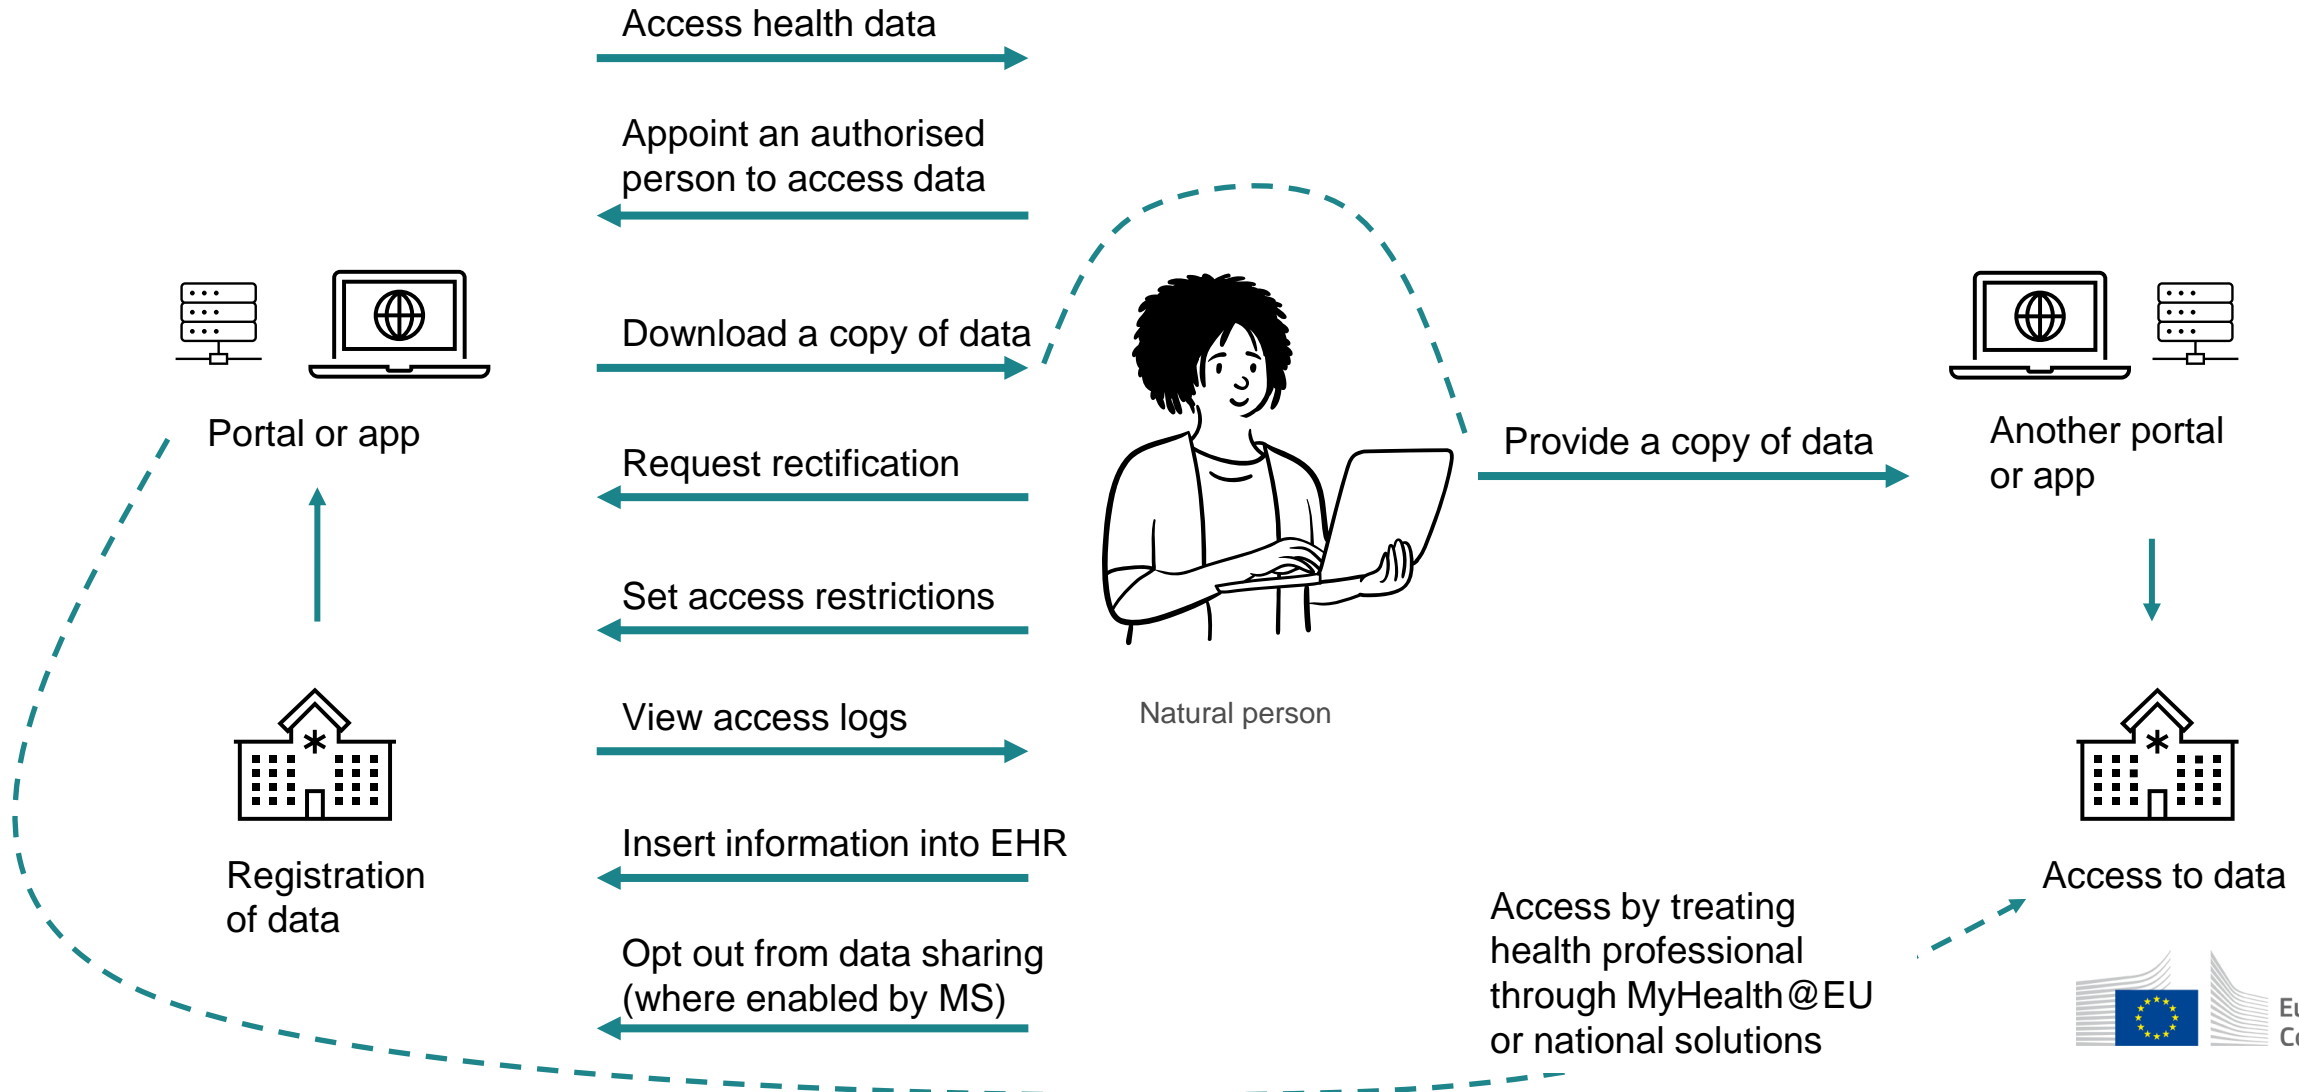 Access health data
Appoint an authorised
person to access data
Download a copy of data
Portal or app
Request rectification
Provide a copy of data
Another portal
or app
Set access restrictions
View access logs
Natural person
Insert information into EHR
Registration
of data
Access to data
Opt out from data sharing
(where enabled by MS)
Access by treating
health professional
through MyHealth@EU
or national solutions